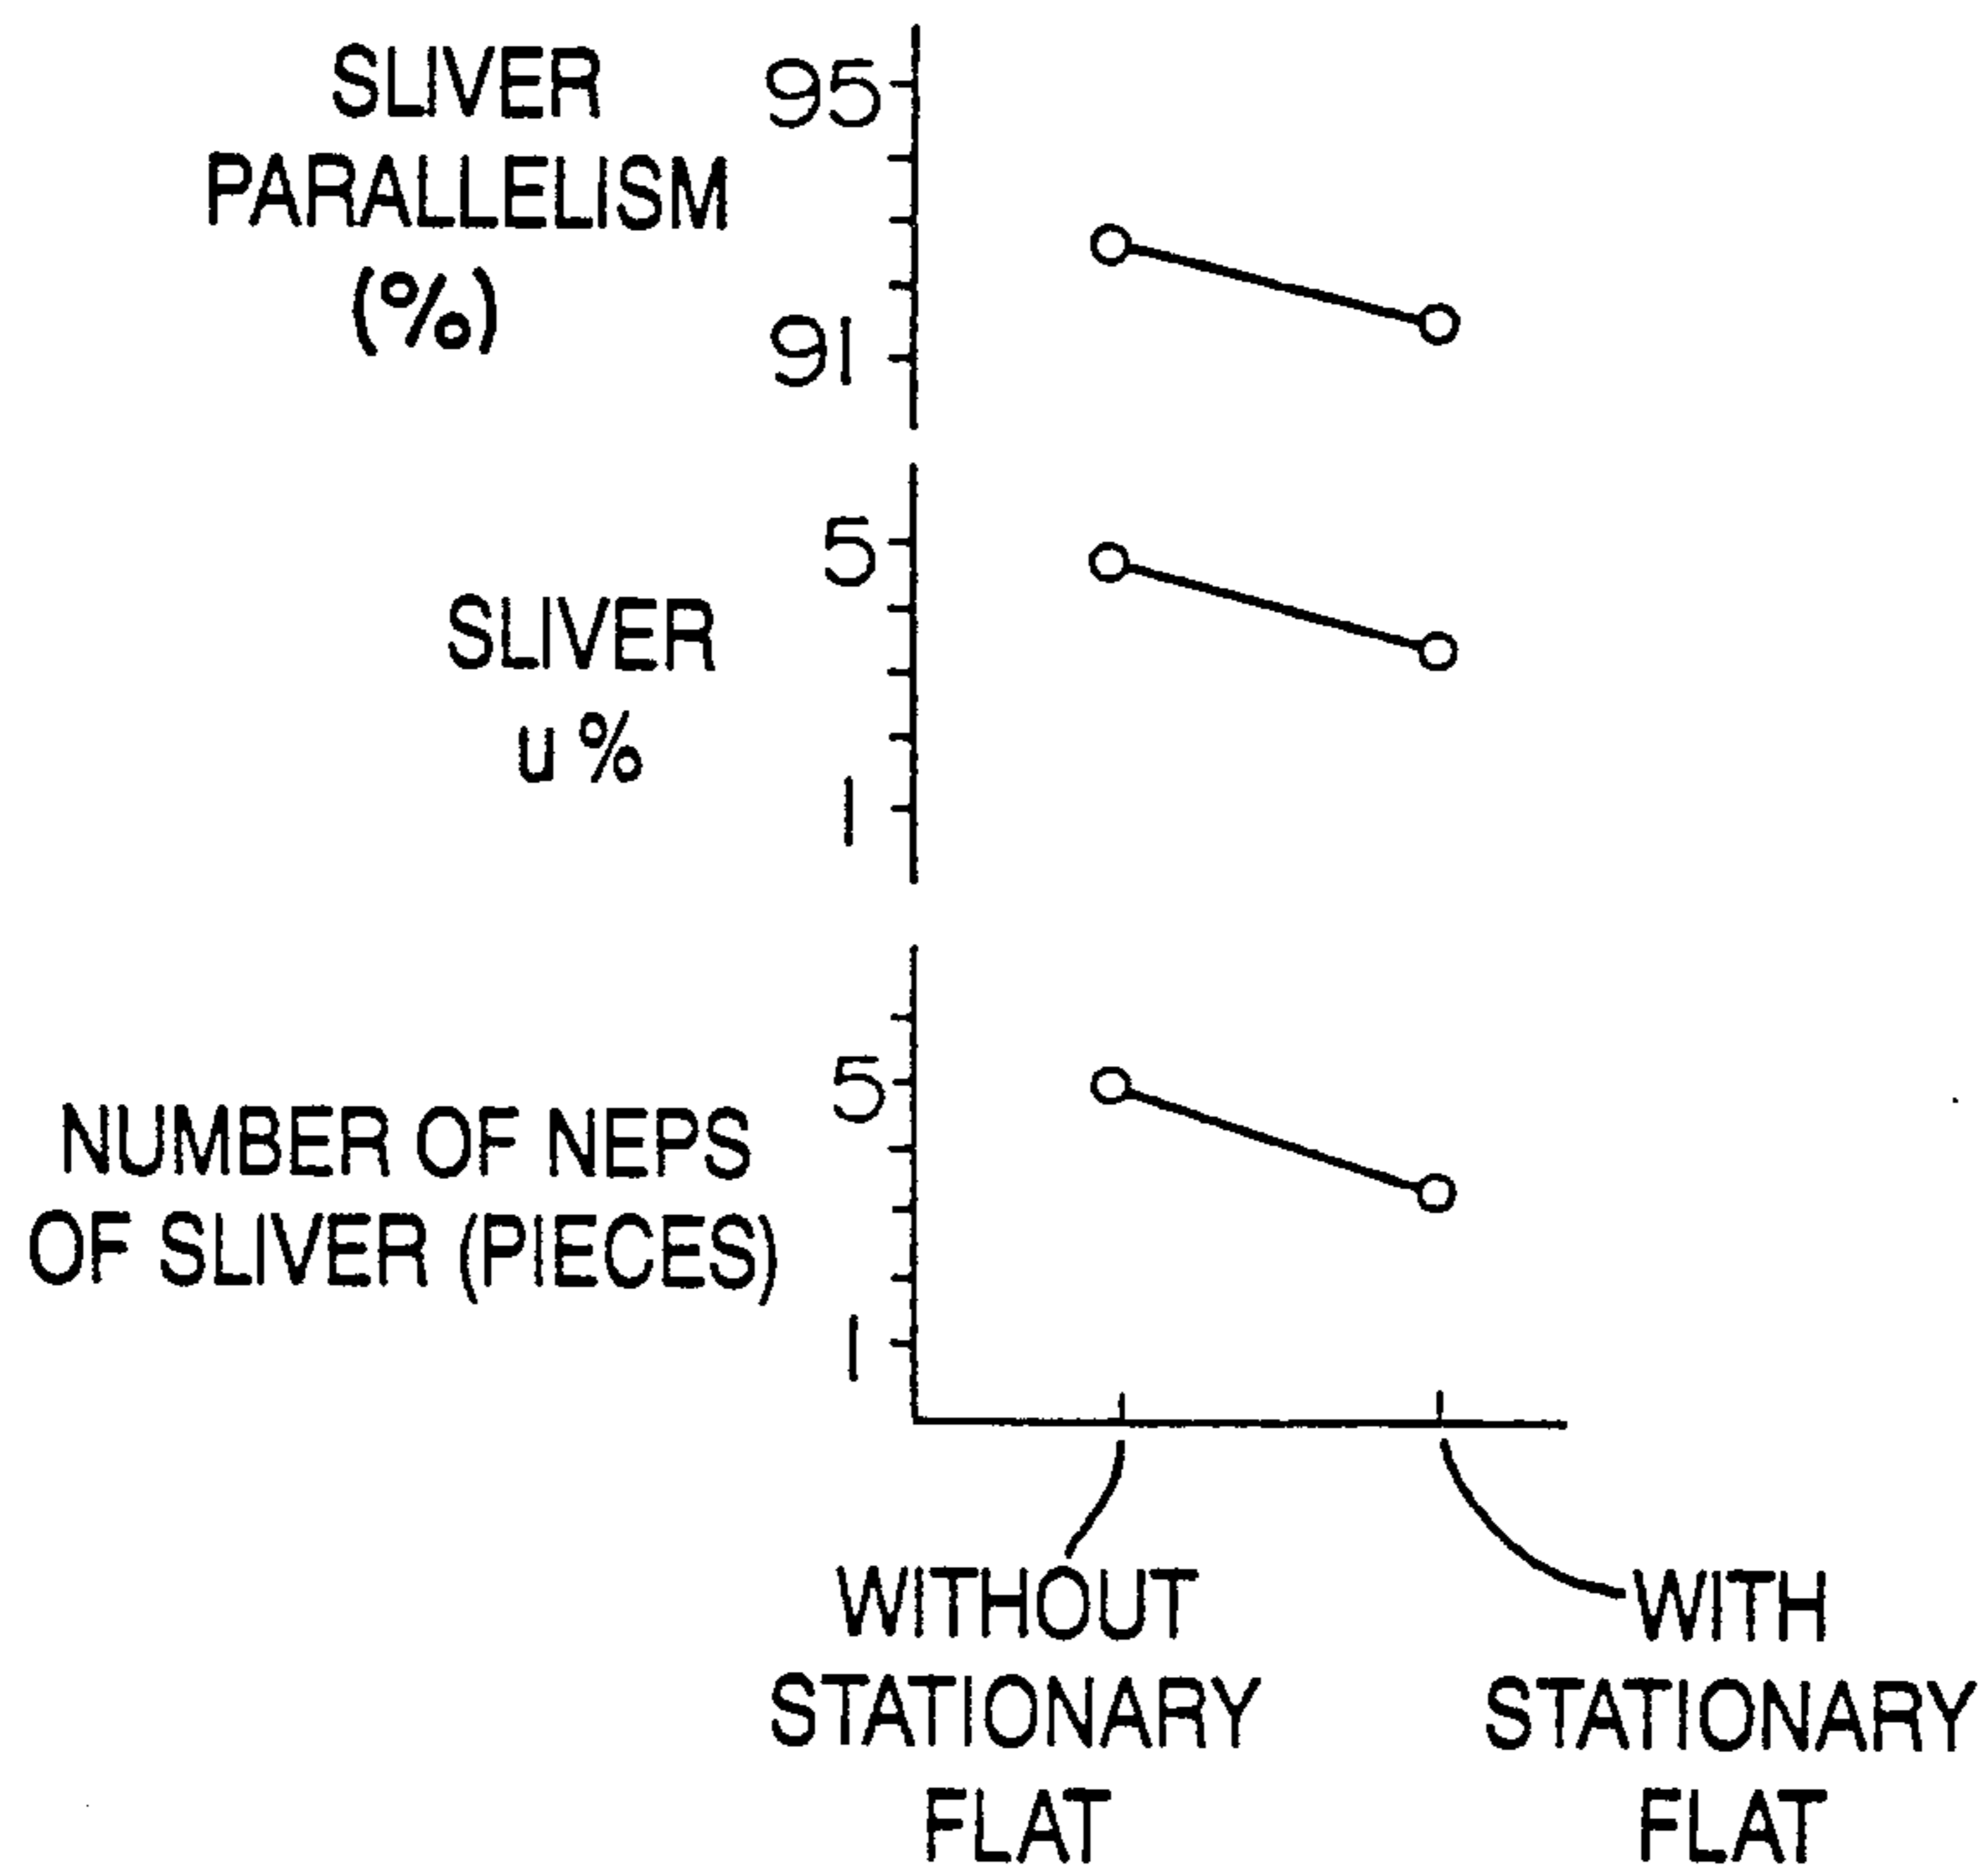 SLIVER
PARALLELISM
(%)
95
91
SLIVER
u %
5
1
NUMBER OF NEPS
OF SLIVER (PIECES)
5
1
WITHOUT
STATIONARY
FLAT
WITH
STATIONARY
FLAT